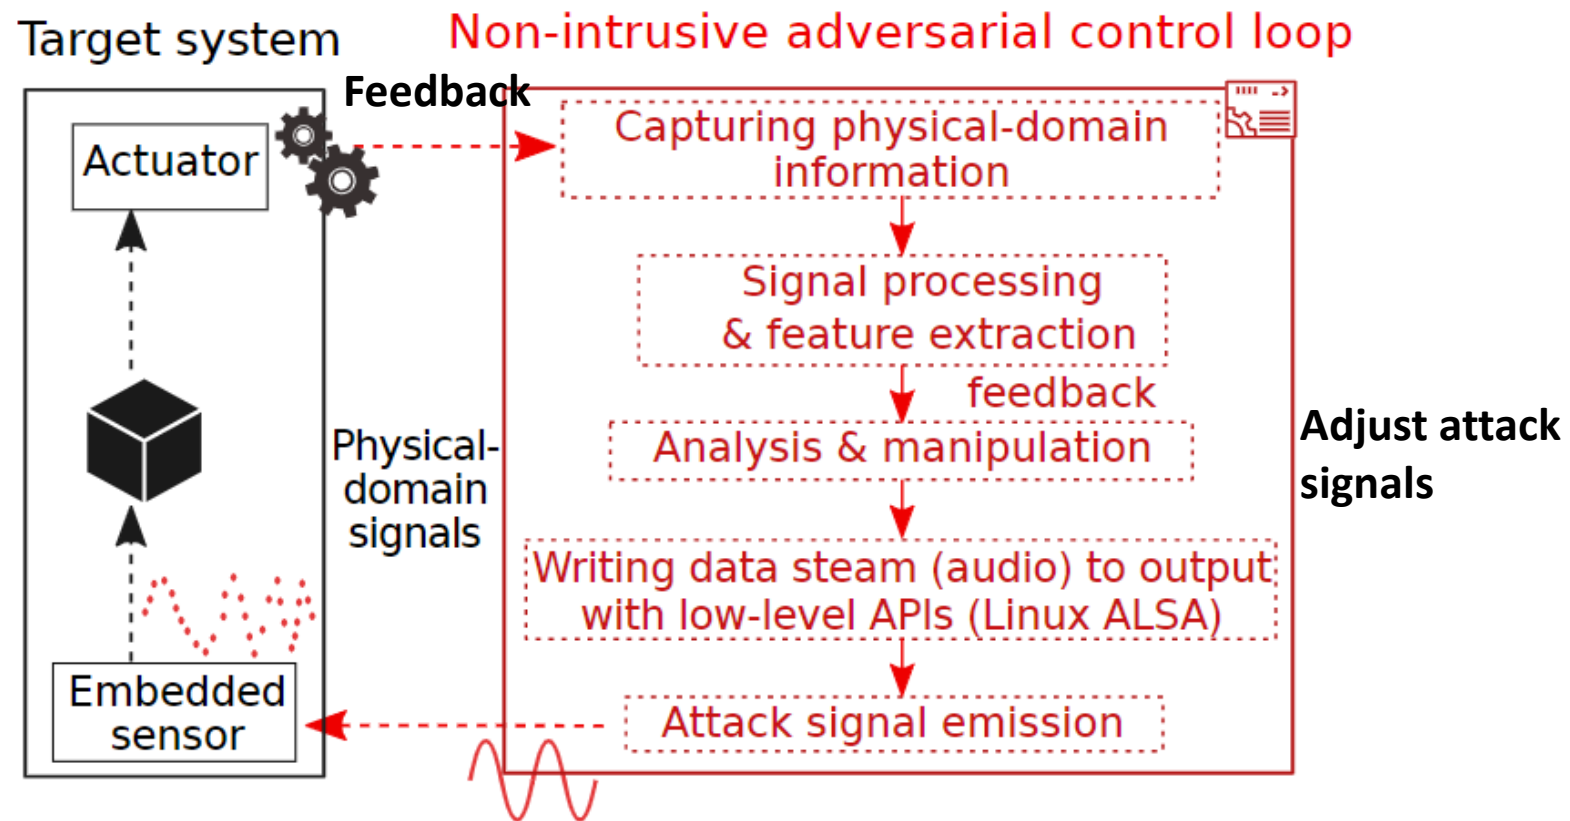 Target system
Non-intrusive adversarial control loop
Feedback
Actuator
Capturing physical-domain
information
Signal processing
& feature extraction
feedback
Analysis & manipulation
Adjust attack
signals
Physical-
domain
signals
Writing data steam (audio) to output
with low-level APIs (Linux ALSA)
Embedded
sensor
Attack signal emission